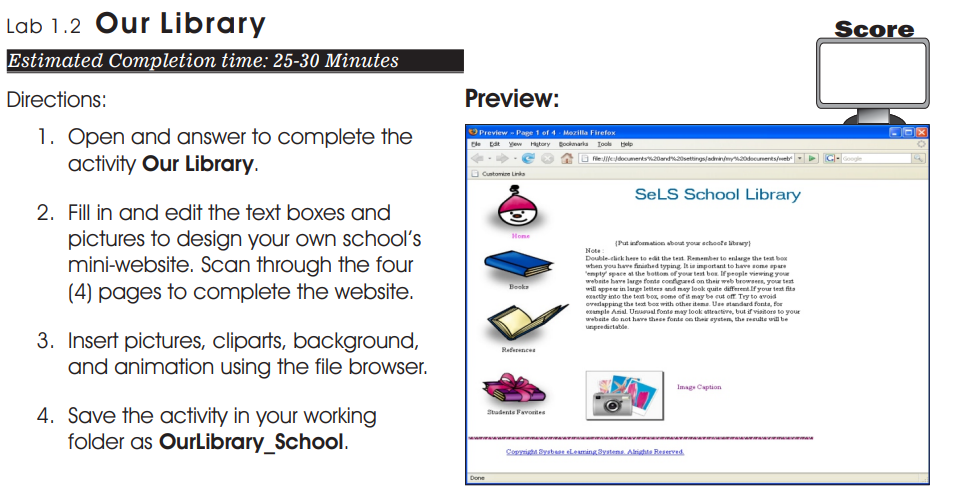 Lab 1.2 Our Library
Score
Estimated Completion time: 25-30 Minutes
Directions:
1. Open and answer to complete the
activity Our Library.
2. Fill in and edit the text boxes and
pictures to design your own school's
mini-website. Scan through the four
(4) pages to complete the website.
3. Insert pictures, cliparts, background,
and animation using the file browser.
4. Save the activity in your working
folder as OurLibrary_School.
Preview:
Preview - Page 1 of 4 - Mozilla Firefox
File Edit View History Bookmarks Tools Help
file:///c:/documents%20and%20settings/admin/my%20documents/web*
Google
Customize Links
SeLS School Library
Home
Books
References
Students Favorites
(Put information about your school's library)
Note :
Double-click here to edit the text. Remember to enlarge the text box
when you have finished typing. It is important to have some spare
'empty' space at the bottom of your text box. If people viewing your
website have large fonts configured on their web browsers, your text
will appear in large letters and may look quite different.If your text fits
exactly into the text box, some of it may be cut off. Try to avoid
overlapping the text box with other items. Use standard fonts, for
example Arial. Unusual fonts may look attractive, but if visitors to your
website do not have these fonts on their system, the results will be
unpredictable.
Image Caption
Copyright Sysbase eLearning Systems. Alrights Reserved.
Done